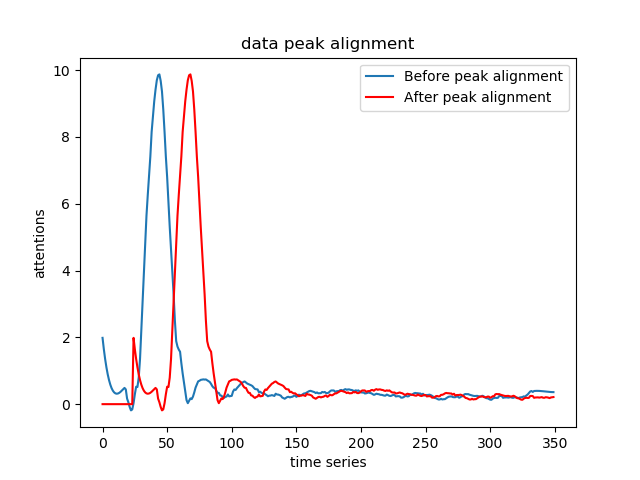 data peak alignment
Before peak alignment
After peak alignment
10
8
6
4
2
0
attentions
0 50 100 150 200 250 300 350
time series